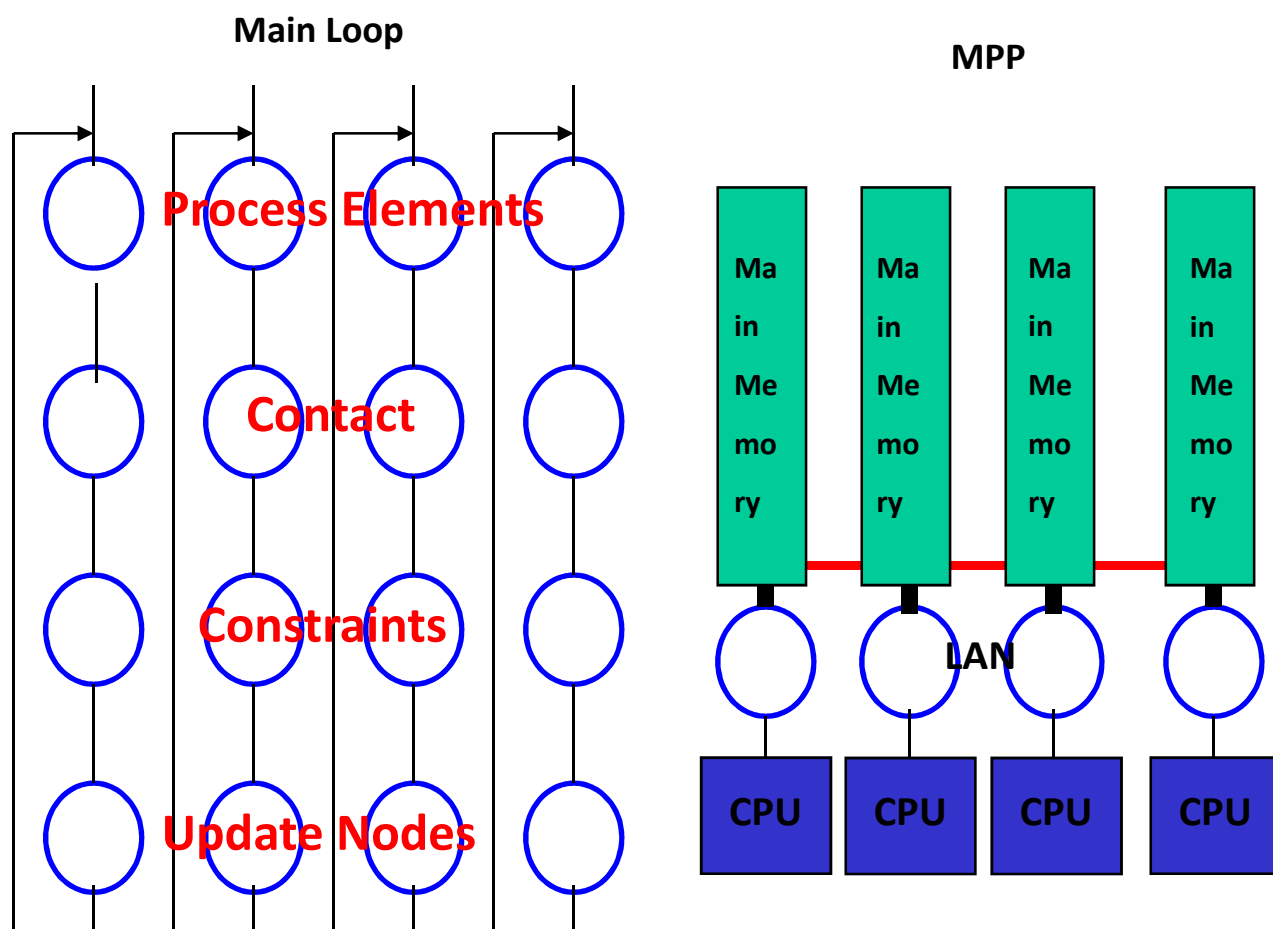 Main Loop
MPP
Process Elements
Contact
Constraints
Update Nodes
Ma
in
Me
mo
ry
Ma
in
Me
mo
ry
Ma
in
Me
mo
ry
Ma
in
Me
mo
ry
LAN
CPU
CPU
CPU
CPU